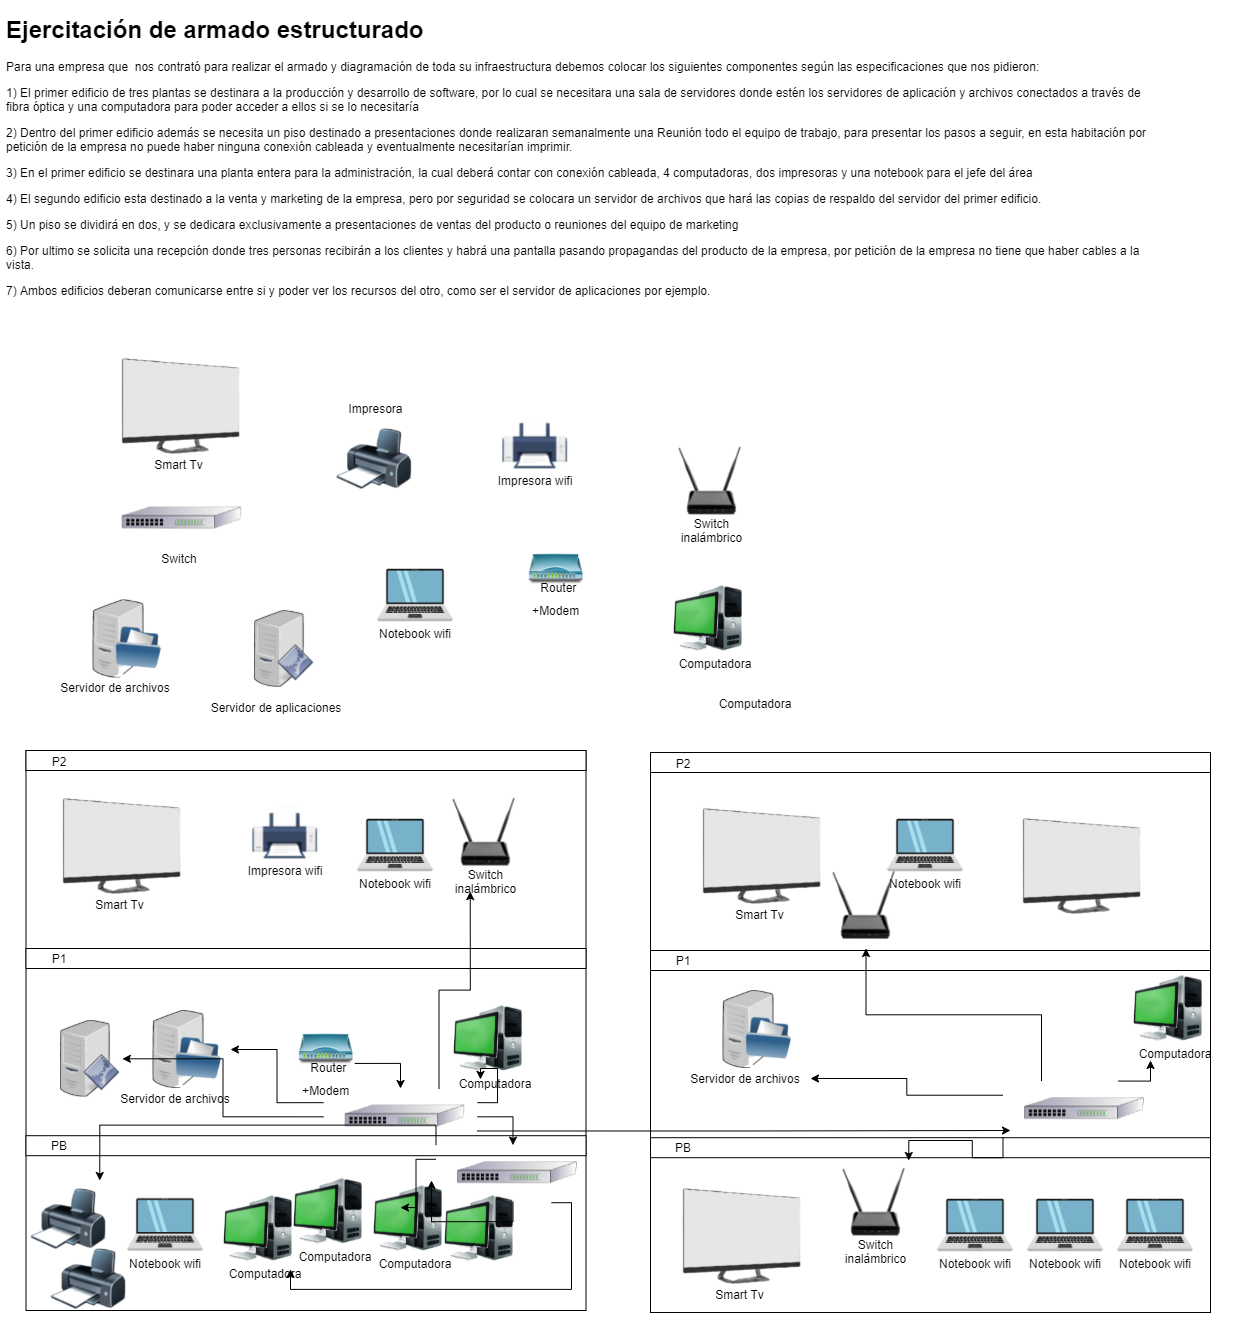 Ejercitación de armado estructurado
Para una empresa que  nos contrató para realizar el armado y diagramación de toda su infraestructura debemos colocar los siguientes componentes según las especificaciones que nos pidieron:
1) El primer edificio de tres plantas se destinara a la producción y desarrollo de software, por lo cual se necesitara una sala de servidores donde estén los servidores de aplicación y archivos conectados a través de
fibra óptica y una computadora para poder acceder a ellos si se lo necesitaría
2) Dentro del primer edificio además se necesita un piso destinado a presentaciones donde realizaran semanalmente una Reunión todo el equipo de trabajo, para presentar los pasos a seguir, en esta habitación por
petición de la empresa no puede haber ninguna conexión cableada y eventualmente necesitarían imprimir.
3) En el primer edificio se destinara una planta entera para la administración, la cual deberá contar con conexión cableada, 4 computadoras, dos impresoras y una notebook para el jefe del área
4) El segundo edificio esta destinado a la venta y marketing de la empresa, pero por seguridad se colocara un servidor de archivos que hará las copias de respaldo del servidor del primer edificio.
5) Un piso se dividirá en dos, y se dedicara exclusivamente a presentaciones de ventas del producto o reuniones del equipo de marketing
6) Por ultimo se solicita una recepción donde tres personas recibirán a los clientes y habrá una pantalla pasando propagandas del producto de la empresa, por petición de la empresa no tiene que haber cables a la
vista.
7) Ambos edificios deberan comunicarse entre si y poder ver los recursos del otro, como ser el servidor de aplicaciones por ejemplo.
Impresora
Smart Tv
Impresora wifi
Switch
inalámbrico
Switch
Router
+Modem
Notebook wifi
Computadora
Servidor de archivos
Servidor de aplicaciones
Computadora
P2
Smart Tv
Impresora wifi
Notebook wifi
Switch
inalámbrico
P1
Servidor de archivos
Router
+Modem
Computadora
PB
Notebook wifi
Computadora
Computadora
Computadora
P2
Smart Tv
Notebook wifi
P1
Servidor de archivos
Computadora
PB
Smart Tv
Switch
inalámbrico
Notebook wifi
Notebook wifi
Notebook wifi